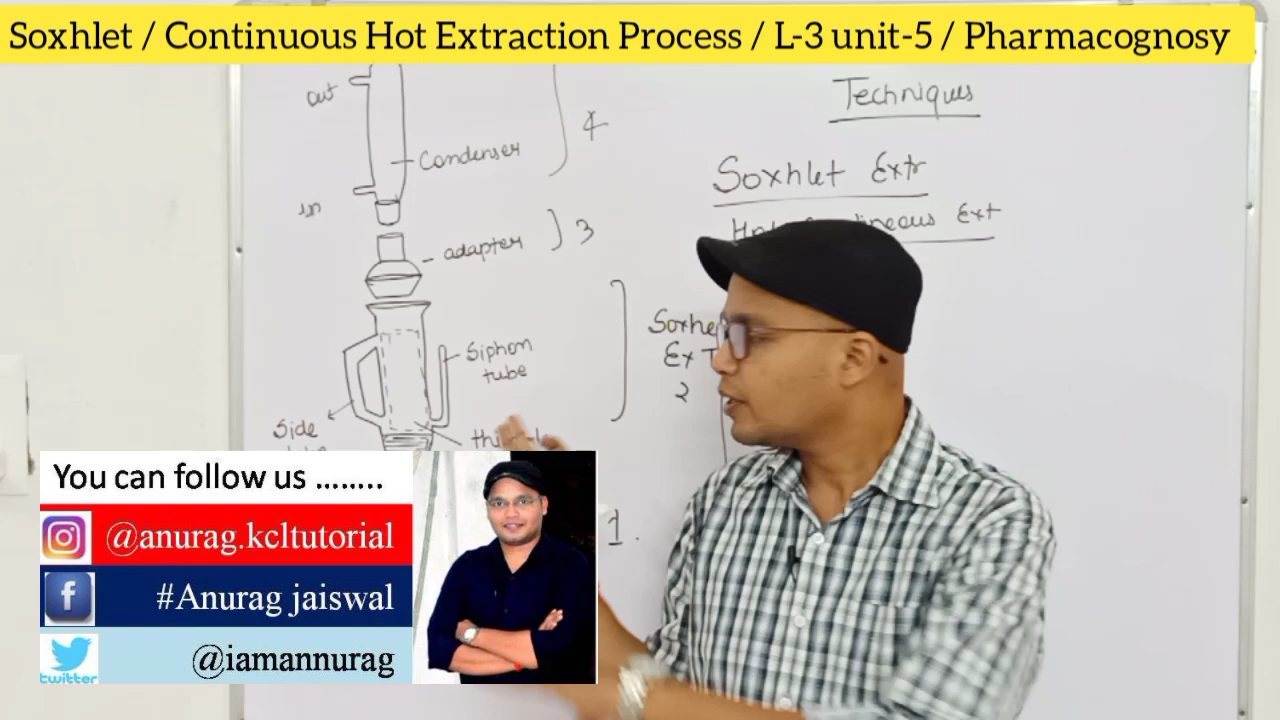 Soxhlet / Continuous Hot Extraction Process / L-3 unit-5 / Pharmacognosy
Techniques
out
4
Condenser
Soxhlet Extr
in
Ext
adapter
3
Siphon
tube
2
Side
1.
You can follow us ........
@anurag.kcltutorial
f
#Anurag jaiswal
@iamannurag
twitter